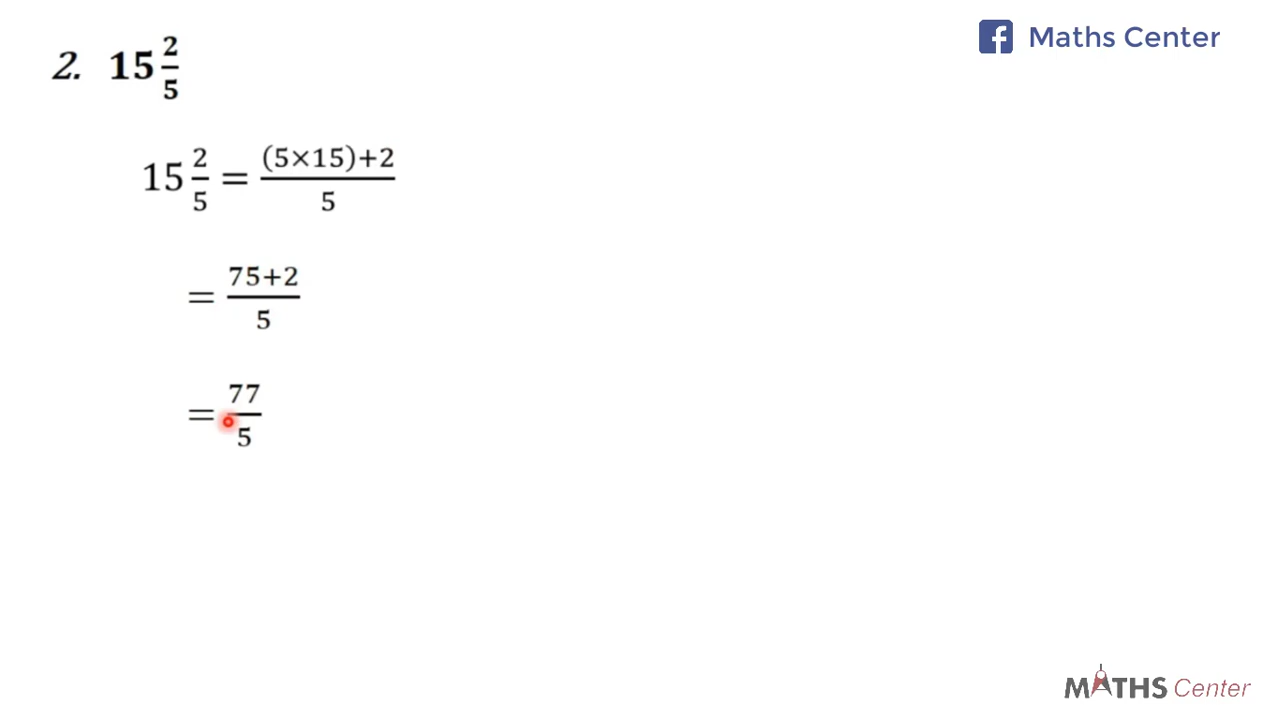 Maths Center
2. 15 2/5
15 2/5 = (5×15)+2/5
= 75+2/5
= 77/5
MATHS Center